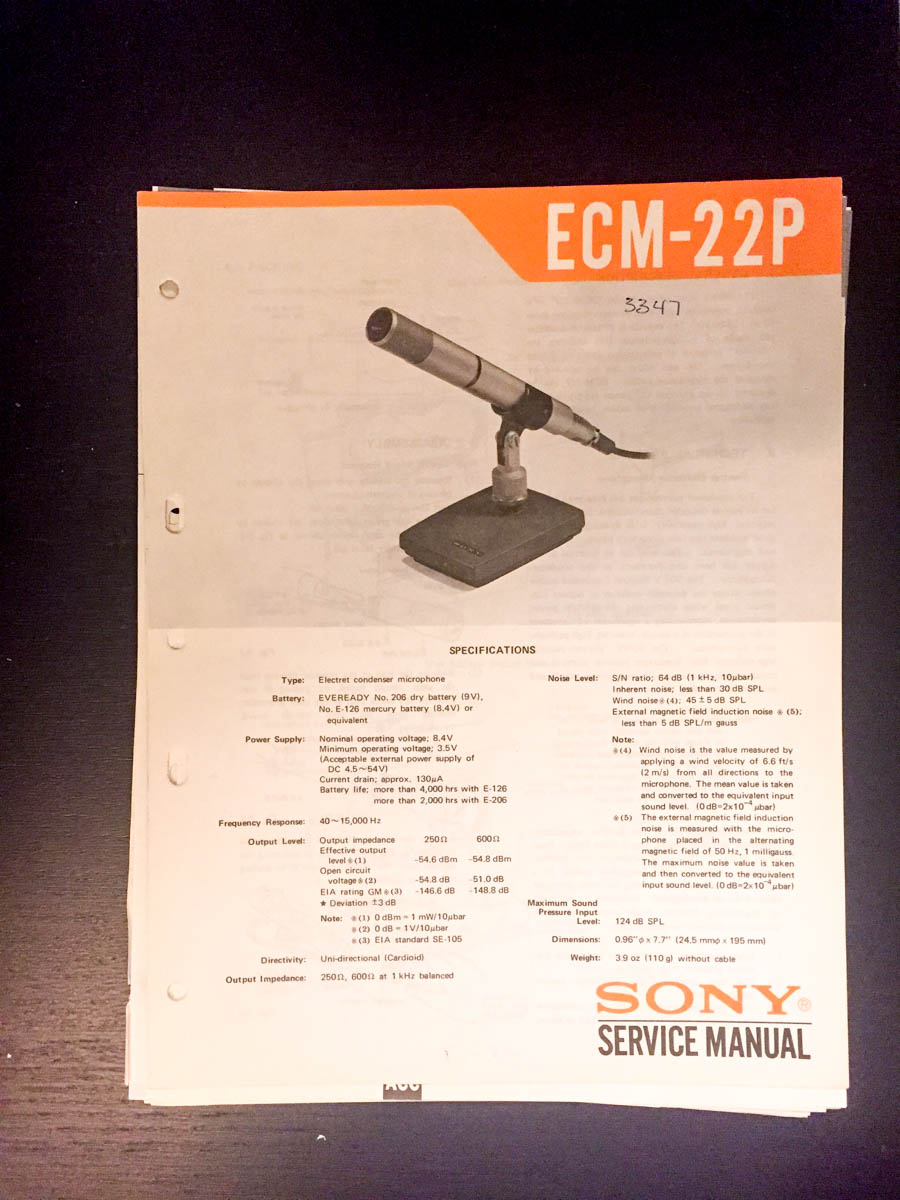 ECM-22P
3347
SPECIFICATIONS
Type: Electret condenser microphone
Battery: EVEREADY No. 206 dry battery (9V),
No. E-126 mercury battery (8.4V) or
equivalent
Power Supply: Nominal operating voltage; 8.4V
Minimum operating voltage; 3.5V
(Acceptable external power supply of
DC 4.5~54V)
Current drain; approx. 130μA
Battery life; more than 4,000 hrs with E-126
more than 2,000 hrs with E-206
Frequency Response: 40~15,000 Hz
Output Level: Output impedance 250Ω 600Ω
Effective output
level※(1) -54.6 dBm -54.8 dBm
Open circuit
voltage※(2) -54.8 dB -51.0 dB
EIA rating GM※(3) -146.6 dB -148.8 dB
★ Deviation ±3 dB
Note: ※(1) 0 dBm = 1 mW/10μbar
※(2) 0 dB = 1V/10μbar
※(3) EIA standard SE-105
Directivity: Uni-directional (Cardioid)
Output Impedance: 250Ω, 600Ω at 1 kHz balanced
Noise Level: S/N ratio; 64 dB (1 kHz, 10μbar)
Inherent noise; less than 30 dB SPL
Wind noise※(4); 45 ± 5 dB SPL
External magnetic field induction noise ※(5);
less than 5 dB SPL/m gauss
Note:
※(4) Wind noise is the value measured by
applying a wind velocity of 6.6 ft/s
(2 m/s) from all directions to the
microphone. The mean value is taken
and converted to the equivalent input
sound level. (0 dB=2x10⁻⁴ μbar)
※(5) The external magnetic field induction
noise is measured with the micro-
phone placed in the alternating
magnetic field of 50 Hz, 1 milligauss.
The maximum noise value is taken
and then converted to the equivalent
input sound level. (0 dB=2x10⁻⁴ μbar)
Maximum Sound
Pressure Input
Level: 124 dB SPL
Dimensions: 0.96''φ x 7.7'' (24.5 mmφ x 195 mm)
Weight: 3.9 oz (110 g) without cable
SONY®
SERVICE MANUAL